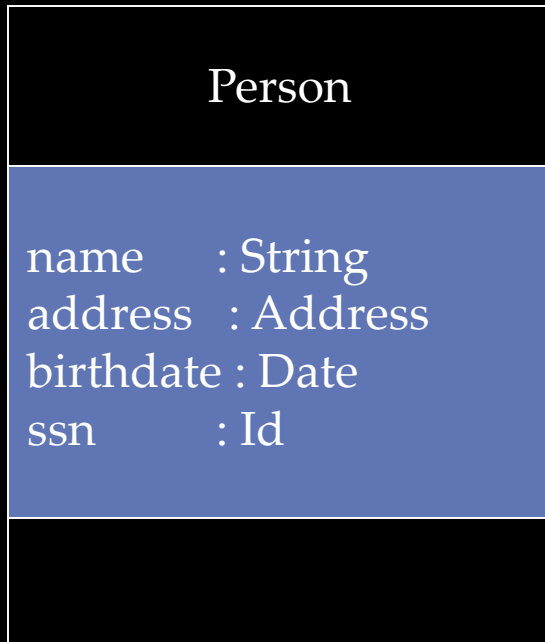 Person
name : String
address : Address
birthdate : Date
ssn : Id